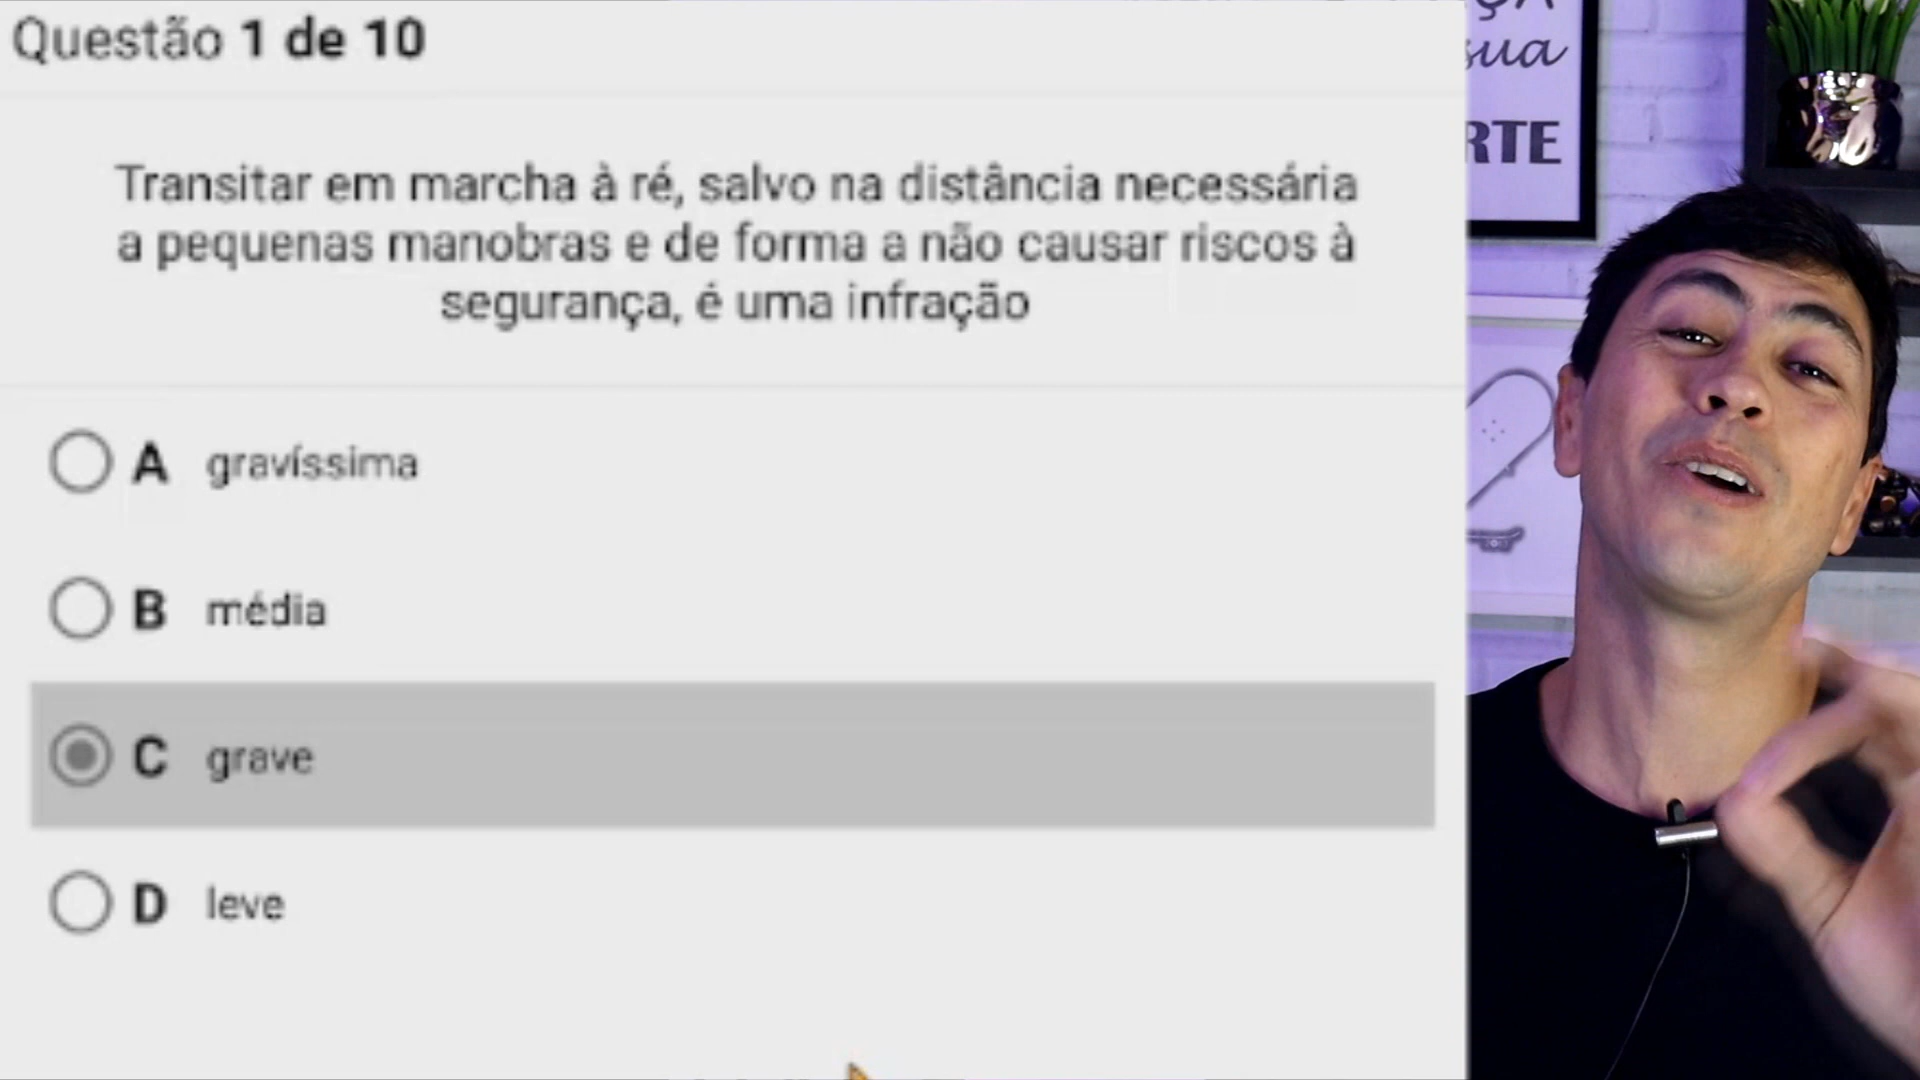 Questão 1 de 10
Transitar em marcha à ré, salvo na distância necessária
a pequenas manobras e de forma a não causar riscos à
segurança, é uma infração
A gravíssima
B média
C grave
D leve
sua